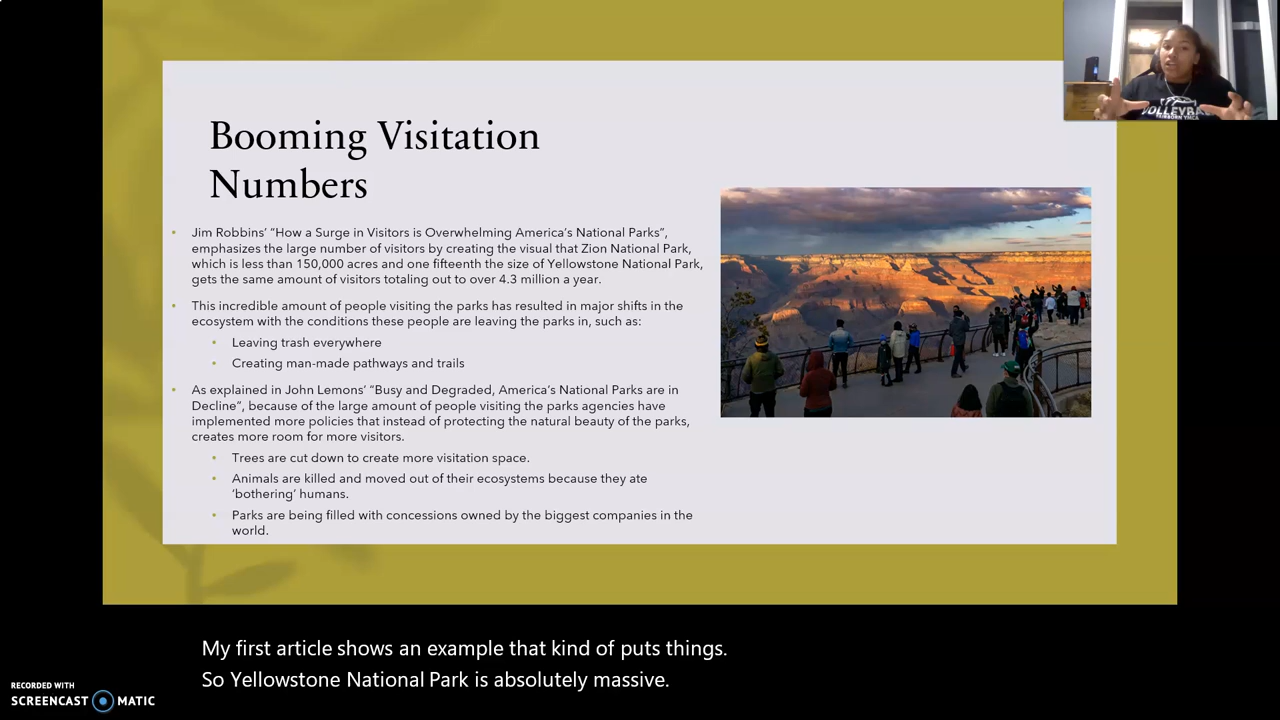 Booming Visitation
Numbers
• Jim Robbins’ “How a Surge in Visitors is Overwhelming America’s National Parks”,
emphasizes the large number of visitors by creating the visual that Zion National Park,
which is less than 150,000 acres and one fifteenth the size of Yellowstone National Park,
gets the same amount of visitors totaling out to over 4.3 million a year.
• This incredible amount of people visiting the parks has resulted in major shifts in the
ecosystem with the conditions these people are leaving the parks in, such as:
• Leaving trash everywhere
• Creating man-made pathways and trails
• As explained in John Lemons’ “Busy and Degraded, America’s National Parks are in
Decline”, because of the large amount of people visiting the parks agencies have
implemented more policies that instead of protecting the natural beauty of the parks,
creates more room for more visitors.
• Trees are cut down to create more visitation space.
• Animals are killed and moved out of their ecosystems because they ate
‘bothering’ humans.
• Parks are being filled with concessions owned by the biggest companies in the
world.
My first article shows an example that kind of puts things.
So Yellowstone National Park is absolutely massive.
RECORDED WITH
SCREENCAST MATIC